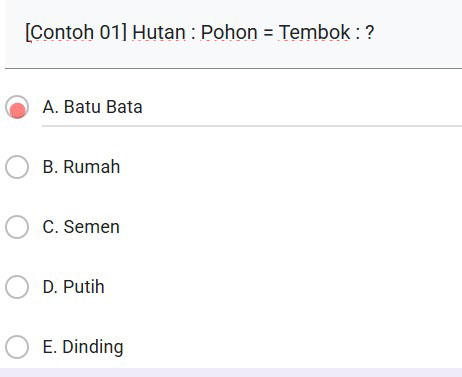 [Contoh 01] Hutan : Pohon = Tembok : ?
A. Batu Bata
B. Rumah
C. Semen
D. Putih
E. Dinding